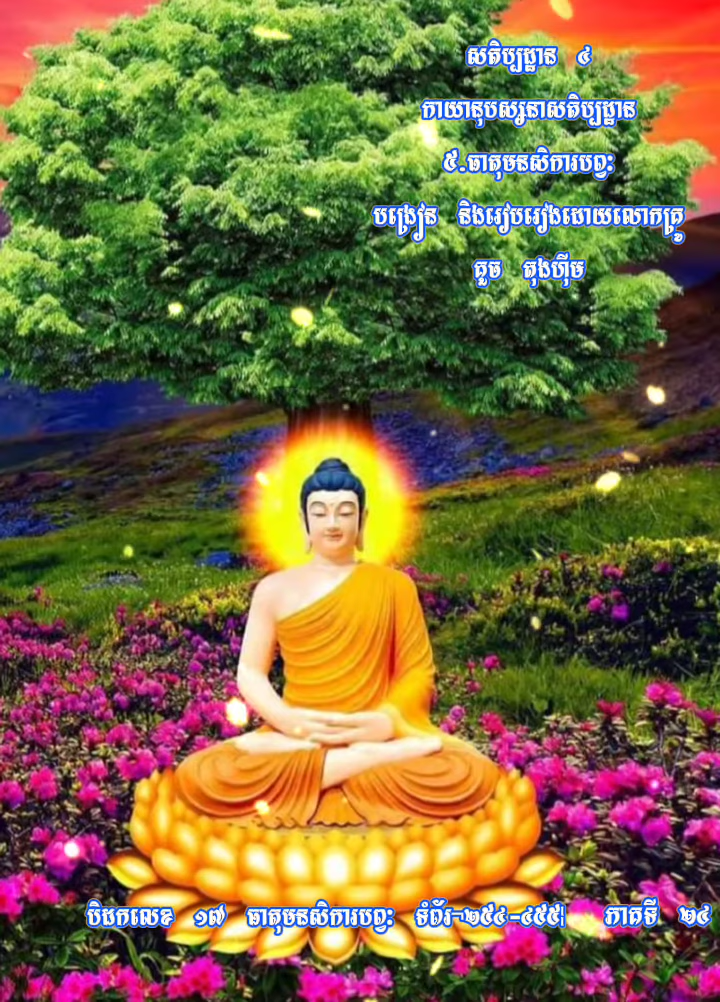 សតិប្បដ្ឋាន ៤
កាយានុបស្សនាសតិប្បដ្ឋាន
៥.ធាតុមនសិការបព្វៈ
បង្រៀន និងរៀបរៀងដោយលោកគ្រូ
គួច គុងហ៊ីម
បិដកលេខ ១៧ ធាតុមនសិការបព្វៈ ទំព័រ-២៥៤-៤៥៥| ភាគទី ២៤